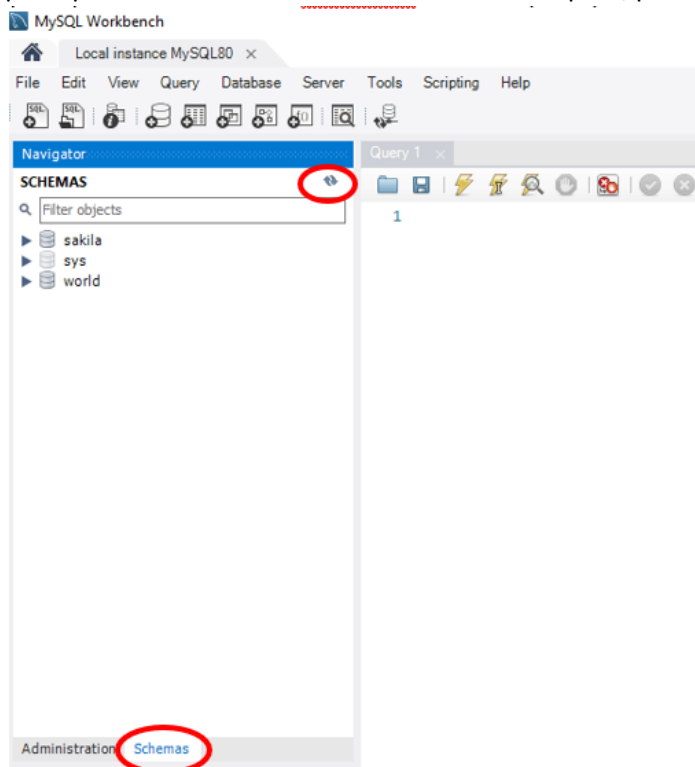 MySQL Workbench
Local instance MySQL80
File Edit View Query Database Server Tools Scripting Help
Navigator
Query 1
SCHEMAS
Filter objects
1
sakila
sys
world
Administration Schemas